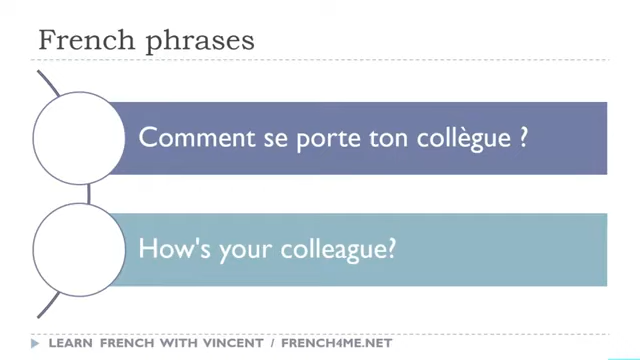 French phrases
Comment se porte ton collègue ?
How's your colleague?
LEARN FRENCH WITH VINCENT / FRENCH4ME.NET